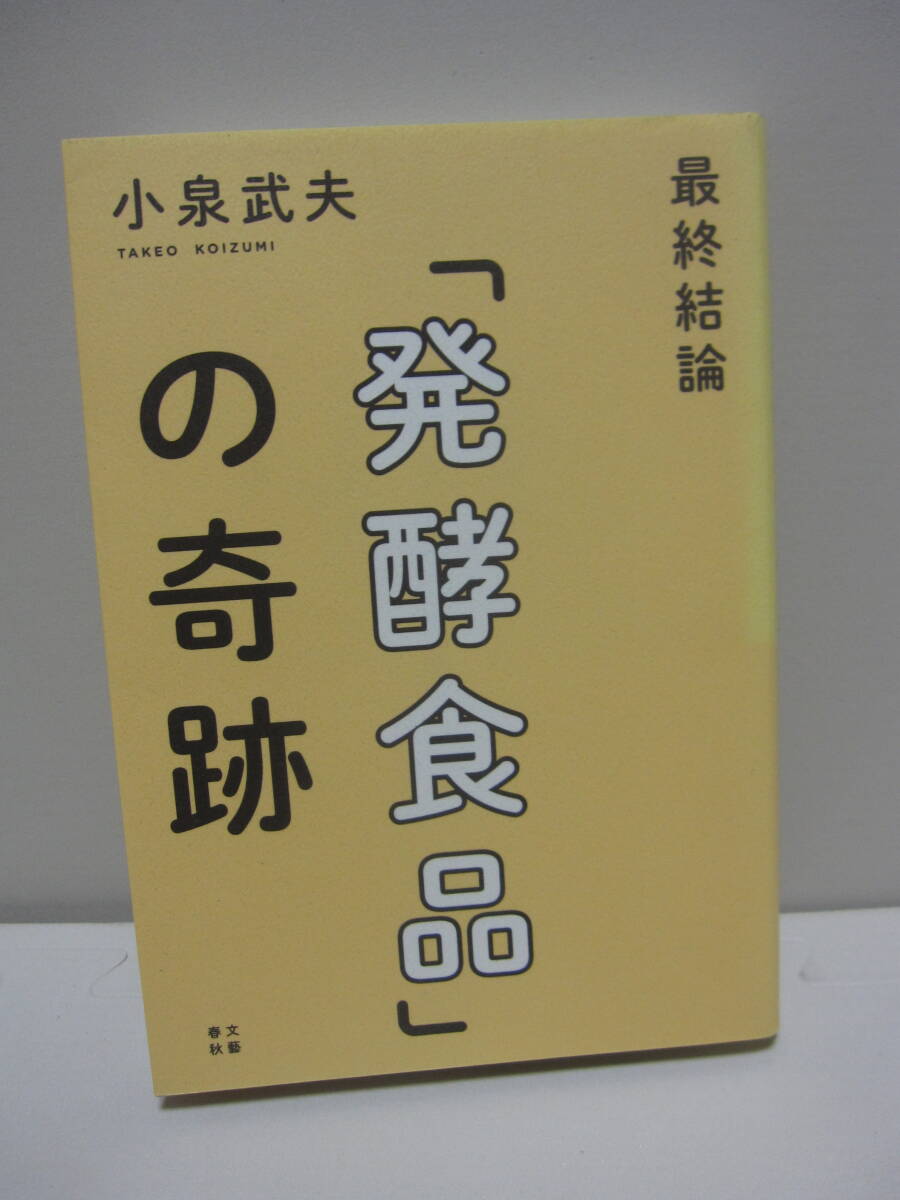 最終結論
「発酵食品」
の奇跡
小泉武夫
TAKEO KOIZUMI
文藝
春秋